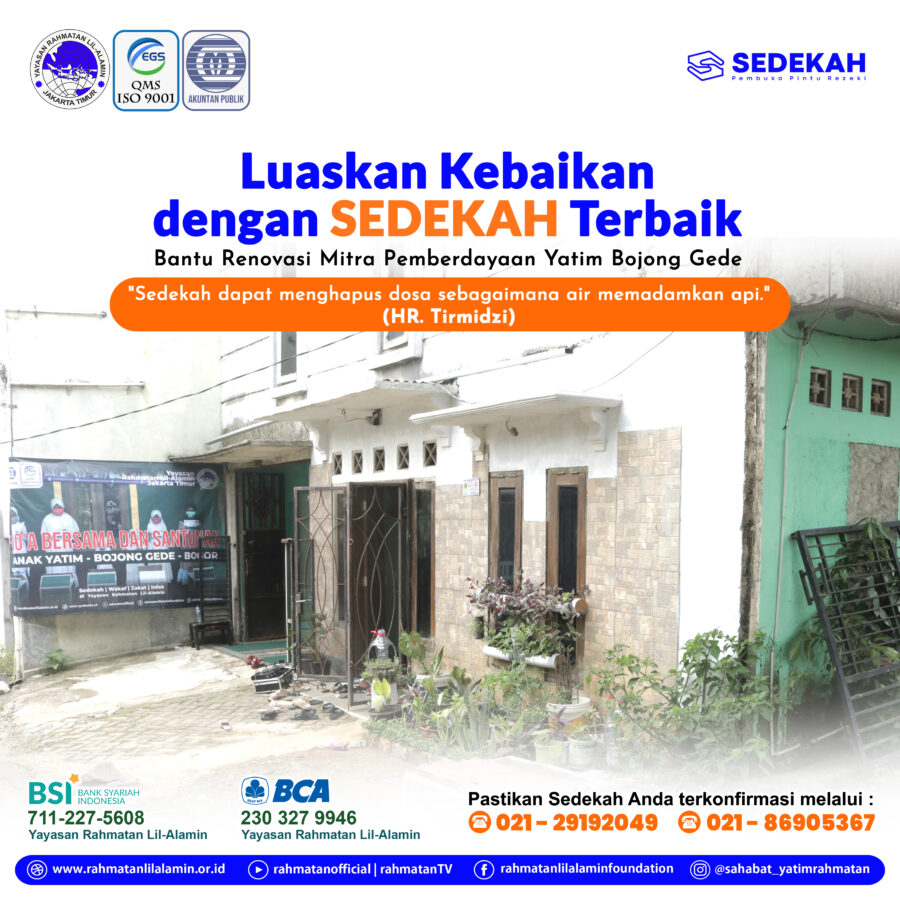 YAYASAN RAHMATAN LIL-ALAMIN
JAKARTA TIMUR
EGS
QMS
ISO 9001
AKUNTAN PUBLIK
SEDEKAH
Pembuka Pintu Rezeki
Luaskan Kebaikan
dengan SEDEKAH Terbaik
Bantu Renovasi Mitra Pemberdayaan Yatim Bojong Gede
"Sedekah dapat menghapus dosa sebagaimana air memadamkan api."
(HR. Tirmidzi)
Yayasan
Rahmatan Lil-Alamin
Jakarta Timur
O'A BERSAMA DAN SANTUNAN
ANAK YATIM - BOJONG GEDE - BOGOR
Sedekah | Wakaf | Zakat | Infak
di Yayasan Rahmatan Lil-Alamin
BSI BANK SYARIAH
INDONESIA
711-227-5608
Yayasan Rahmatan Lil-Alamin
BCA
230 327 9946
Yayasan Rahmatan Lil-Alamin
Pastikan Sedekah Anda terkonfirmasi melalui :
021 – 29192049 021 – 86905367
www.rahmatanlilalamin.or.id rahmatanofficial | rahmatanTV rahmatanlilalaminfoundation @sahabat_yatimrahmatan